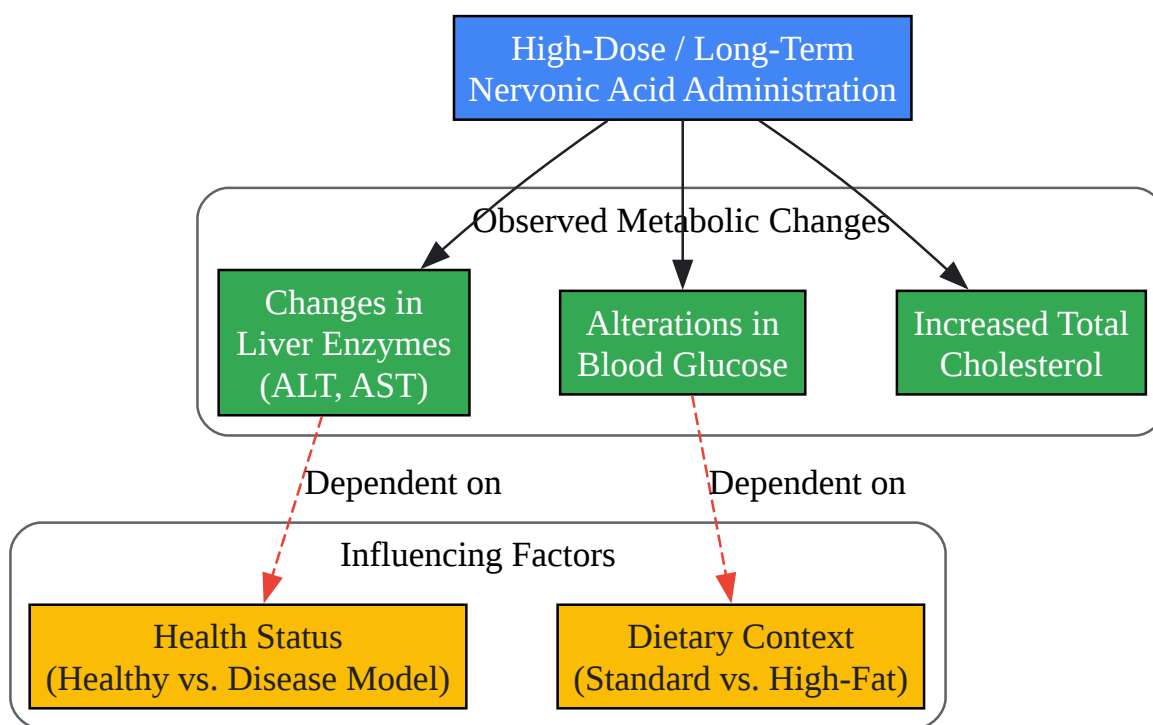 High-Dose / Long-Term
Nervonic Acid Administration
Observed Metabolic Changes
Changes in
Liver Enzymes
(ALT, AST)
Alterations in
Blood Glucose
Increased Total
Cholesterol
Dependent on
Dependent on
Influencing Factors
Health Status
(Healthy vs. Disease Model)
Dietary Context
(Standard vs. High-Fat)